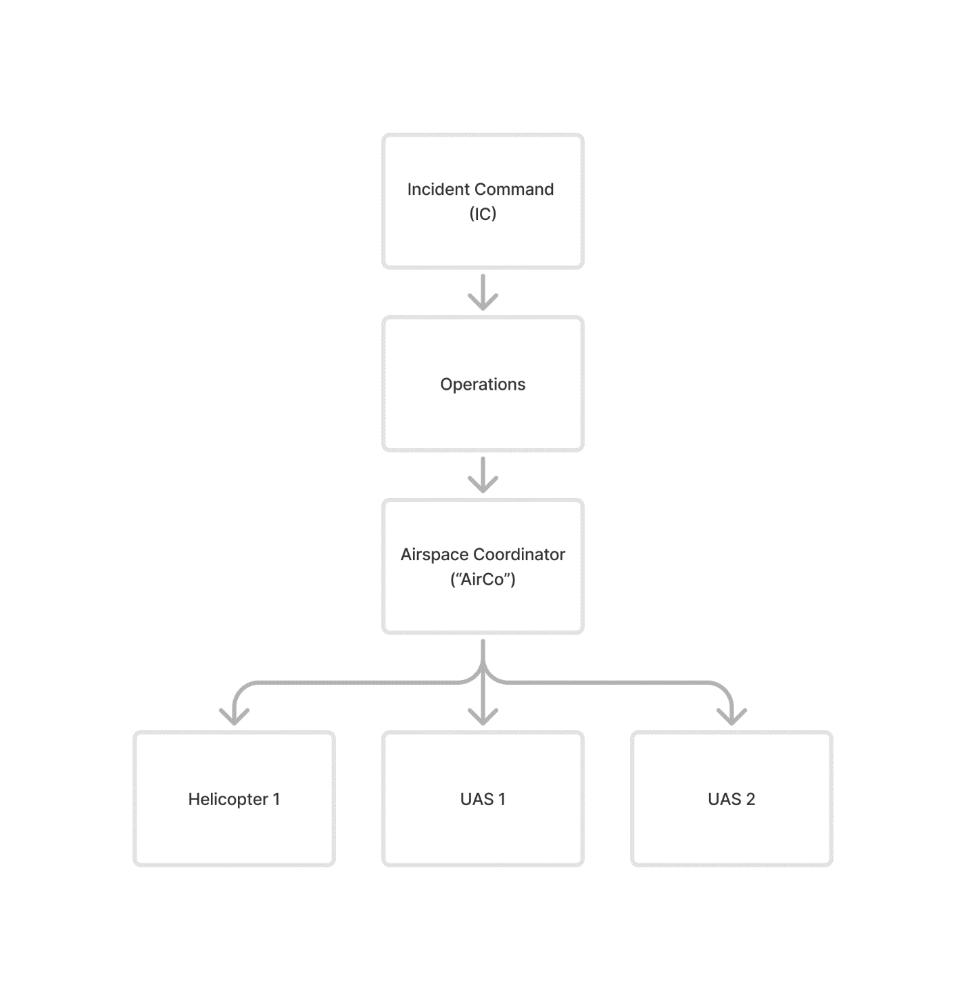 Incident Command
(IC)
Operations
Airspace Coordinator
(“AirCo”)
Helicopter 1
UAS 1
UAS 2